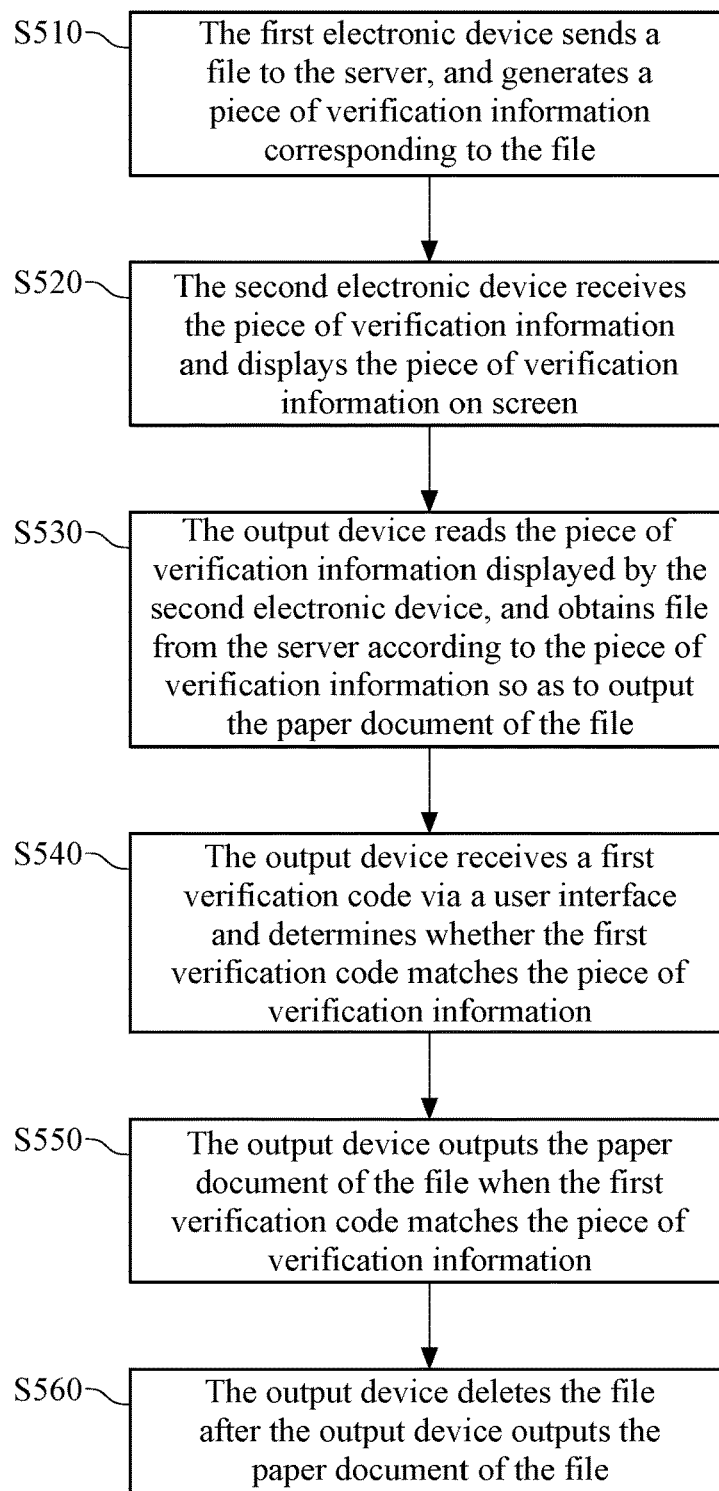 S510
The first electronic device sends a
file to the server, and generates a
piece of verification information
corresponding to the file
S520
The second electronic device receives
the piece of verification information
and displays the piece of verification
information on screen
S530
The output device reads the piece of
verification information displayed by the
second electronic device, and obtains file
from the server according to the piece of
verification information so as to output
the paper document of the file
S540
The output device receives a first
verification code via a user interface
and determines whether the first
verification code matches the piece of
verification information
S550
The output device outputs the paper
document of the file when the first
verification code matches the piece of
verification information
S560
The output device deletes the file
after the output device outputs the
paper document of the file